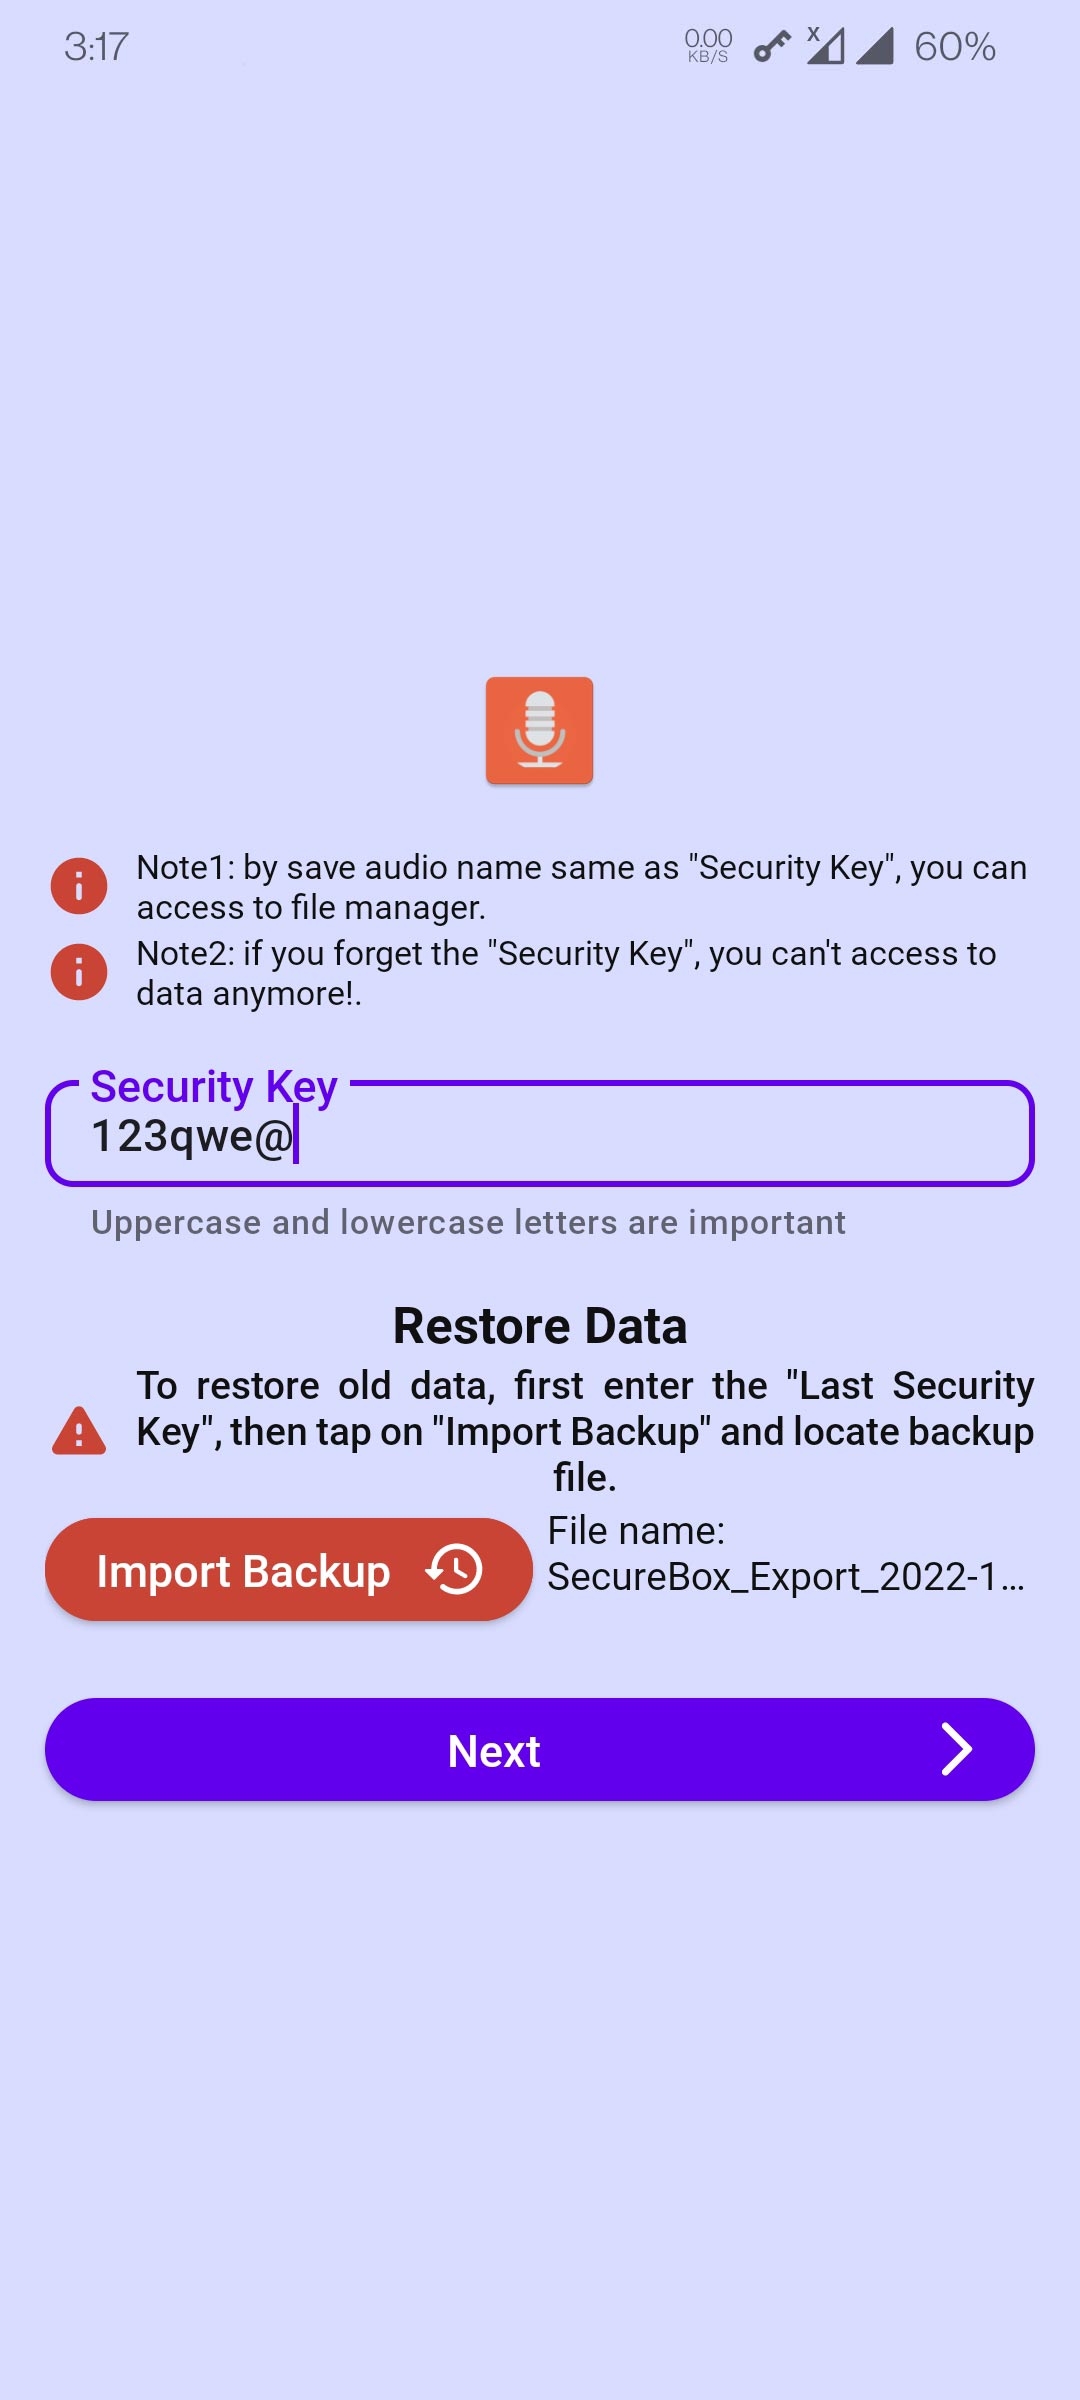 3:17
0.00
KB/S
x
60%
Note1: by save audio name same as "Security Key", you can
access to file manager.
Note2: if you forget the "Security Key", you can't access to
data anymore!.
Security Key
123qwe@
Uppercase and lowercase letters are important
Restore Data
To restore old data, first enter the "Last Security
Key", then tap on "Import Backup" and locate backup
file.
Import Backup
File name:
SecureBox_Export_2022-1...
Next